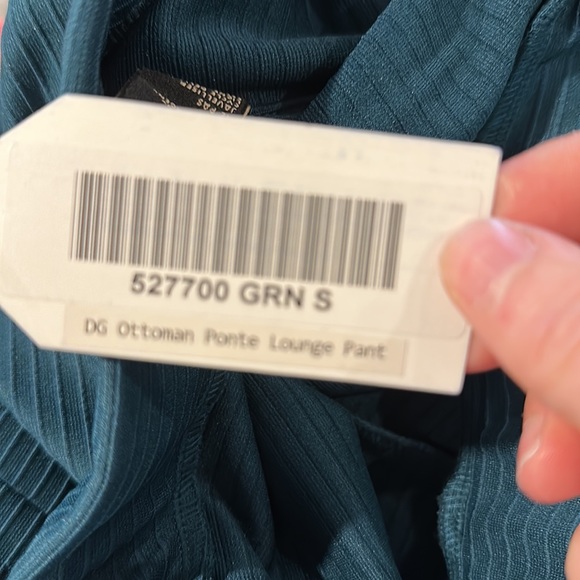 527700 GRN S
DG Ottoman Ponte Lounge Pant